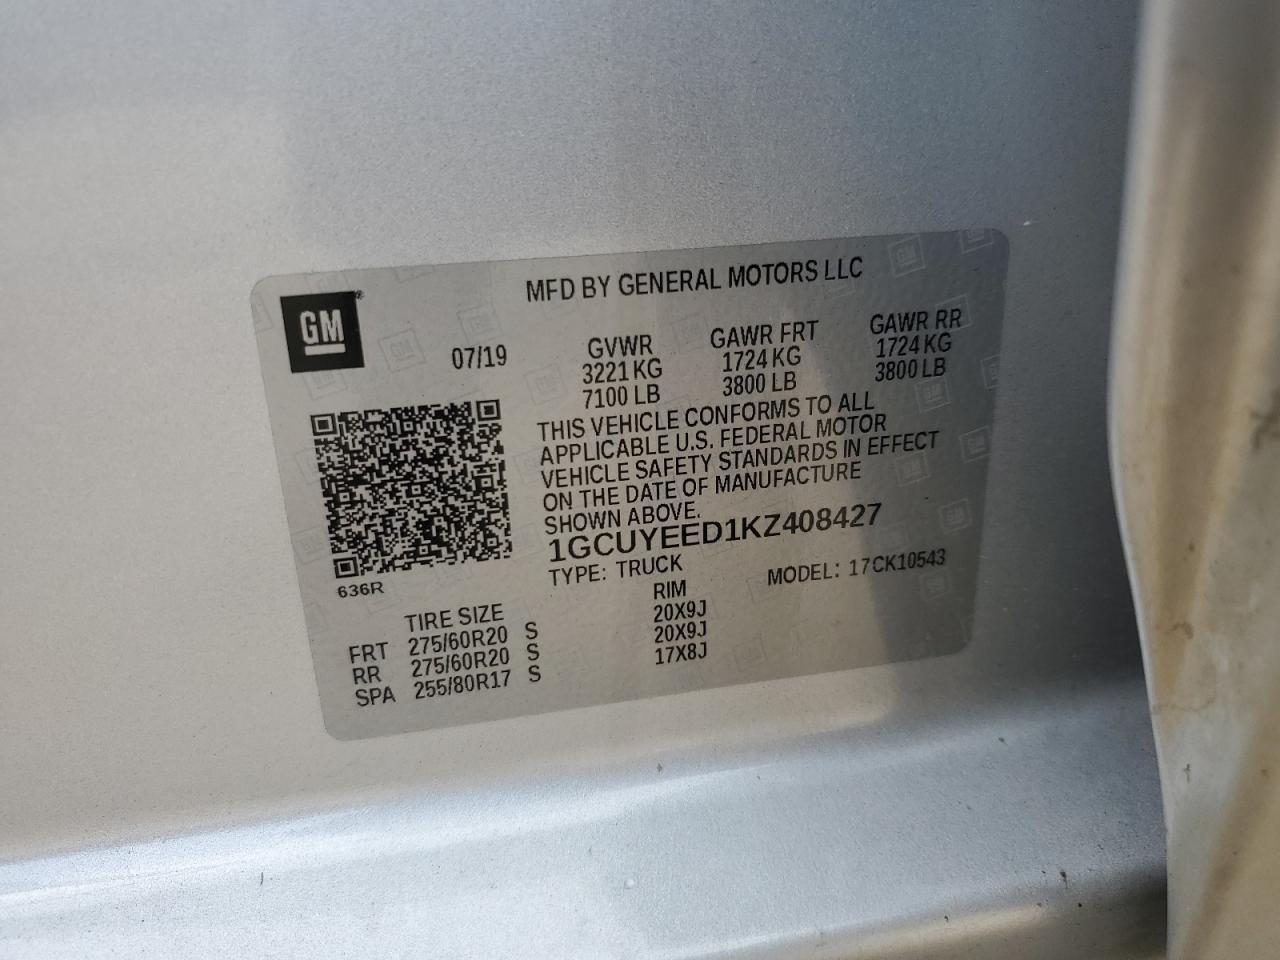 MFD BY GENERAL MOTORS LLC
GM®
07/19
GVWR GAWR FRT GAWR RR
3221 KG 1724 KG 1724 KG
7100 LB 3800 LB 3800 LB
THIS VEHICLE CONFORMS TO ALL
APPLICABLE U.S. FEDERAL MOTOR
VEHICLE SAFETY STANDARDS IN EFFECT
ON THE DATE OF MANUFACTURE
SHOWN ABOVE.
1GCUYEED1KZ408427
TYPE: TRUCK MODEL: 17CK10543
636R
TIRE SIZE RIM
FRT 275/60R20 S 20X9J
RR 275/60R20 S 20X9J
SPA 255/80R17 S 17X8J